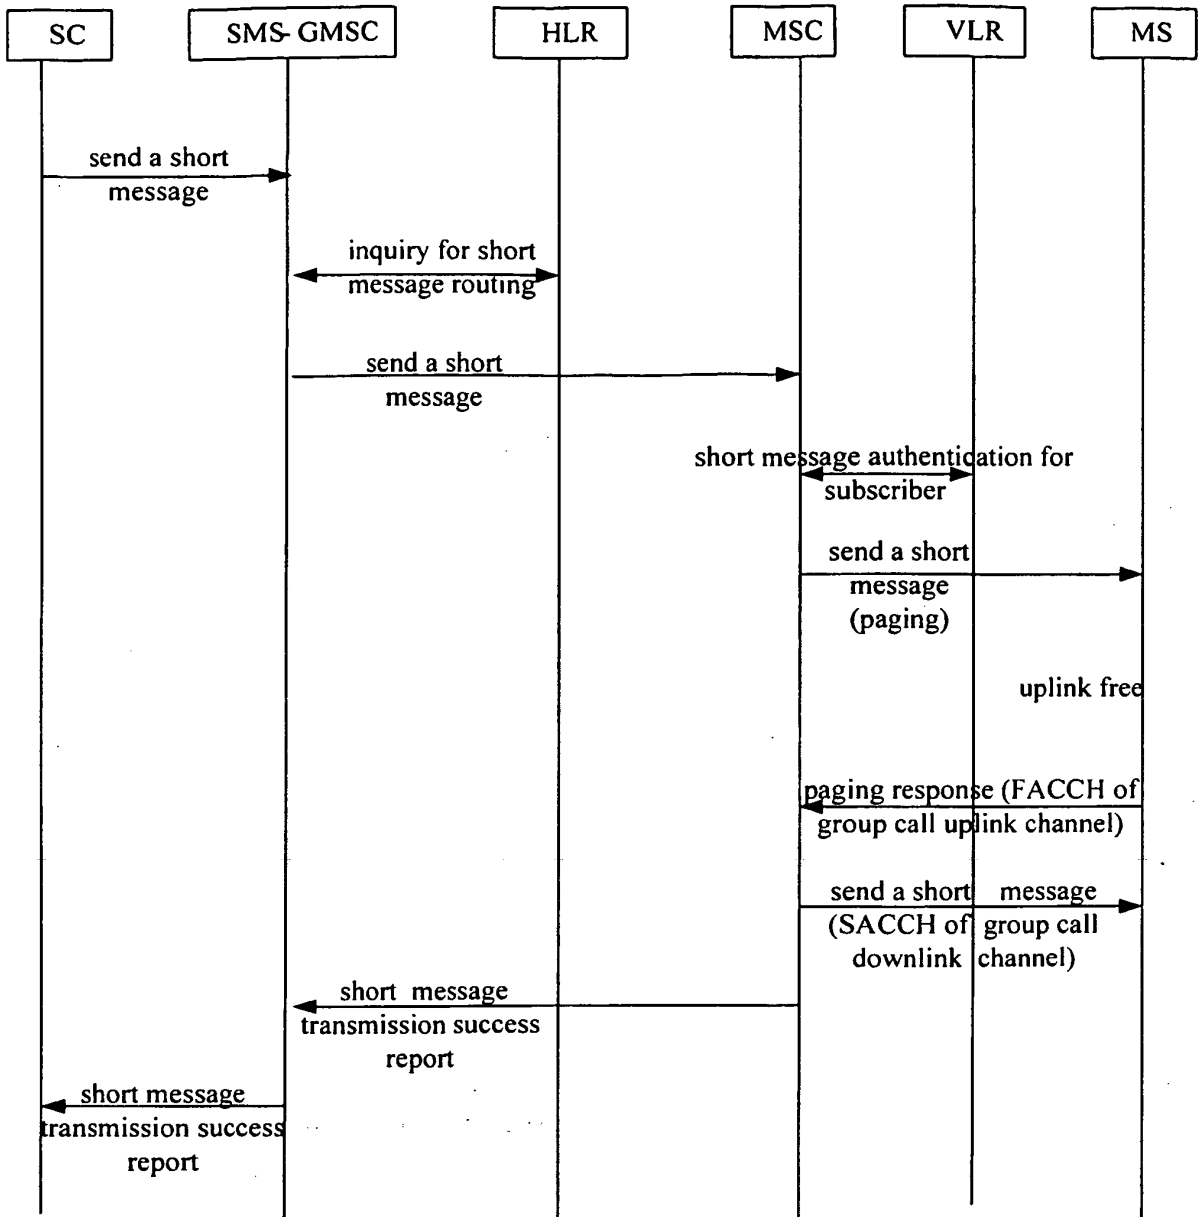 SC
SMS-GMSC
HLR
MSC
VLR
MS
send a short
message
inquiry for short
message routing
send a short
message
short message authentication for
subscriber
send a short
message
(paging)
uplink free
paging response (FACCH of
group call uplink channel)
send a short message
(SACCH of group call
downlink channel)
short message
transmission success
report
short message
transmission success
report